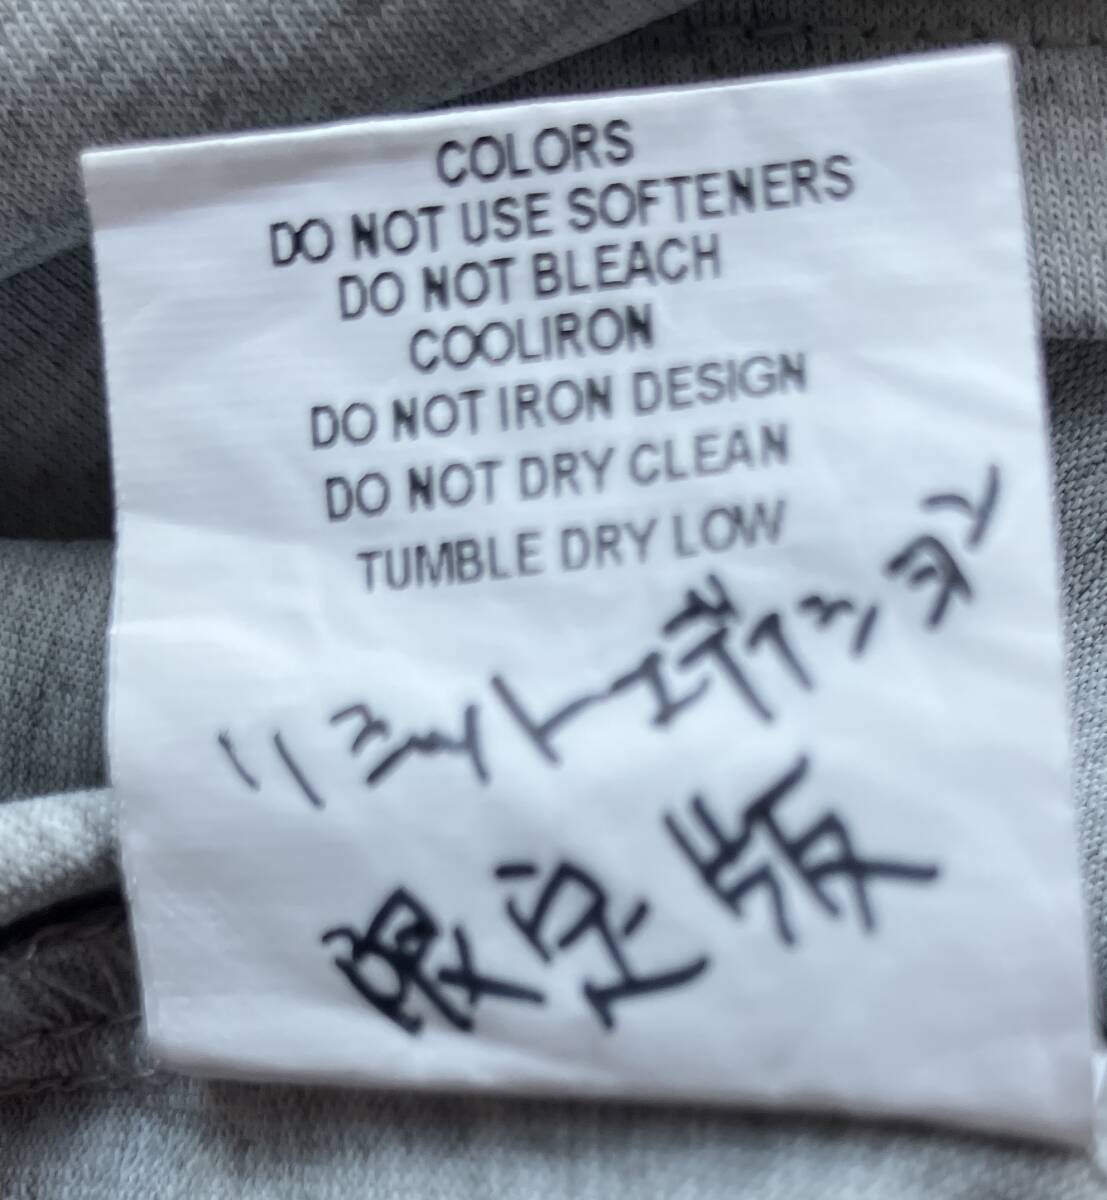 COLORS
DO NOT USE SOFTENERS
DO NOT BLEACH
COOLIRON
DO NOT IRON DESIGN
DO NOT DRY CLEAN
TUMBLE DRY LOW
リミットエディション
限定版